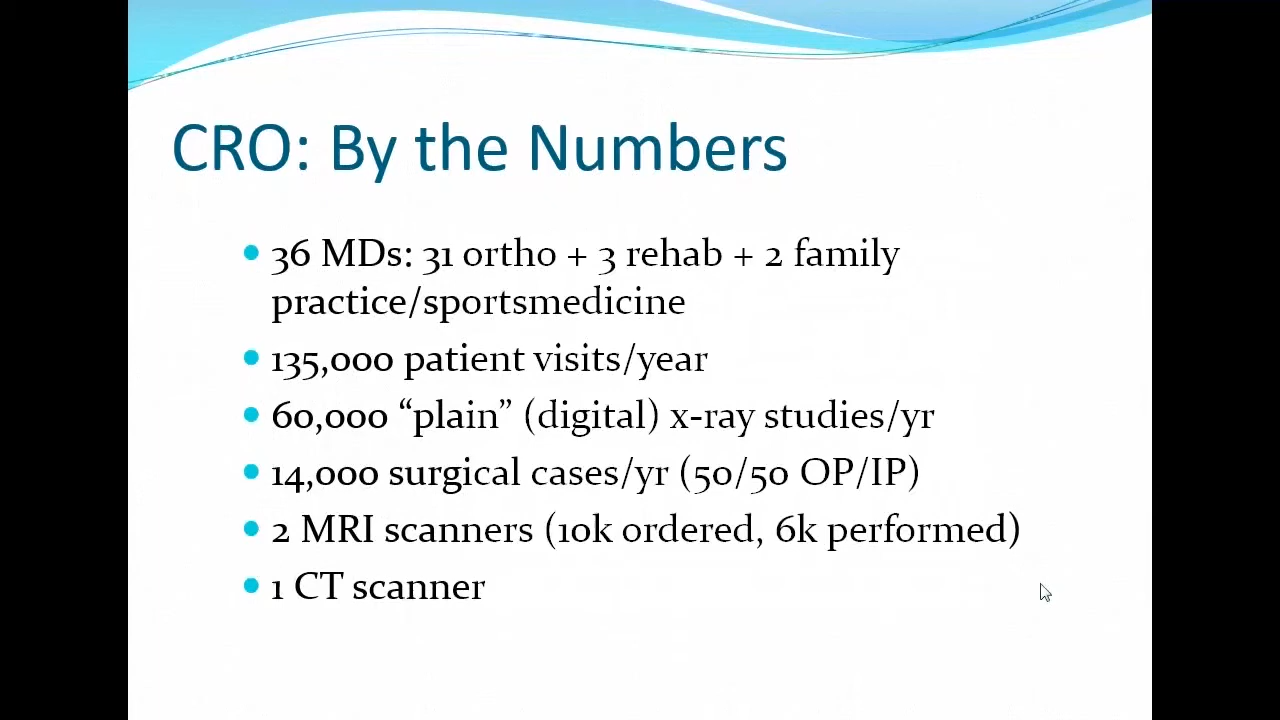 CRO: By the Numbers
36 MDs: 31 ortho + 3 rehab + 2 family
practice/sportsmedicine
135,000 patient visits/year
60,000 “plain” (digital) x-ray studies/yr
14,000 surgical cases/yr (50/50 OP/IP)
2 MRI scanners (10k ordered, 6k performed)
1 CT scanner